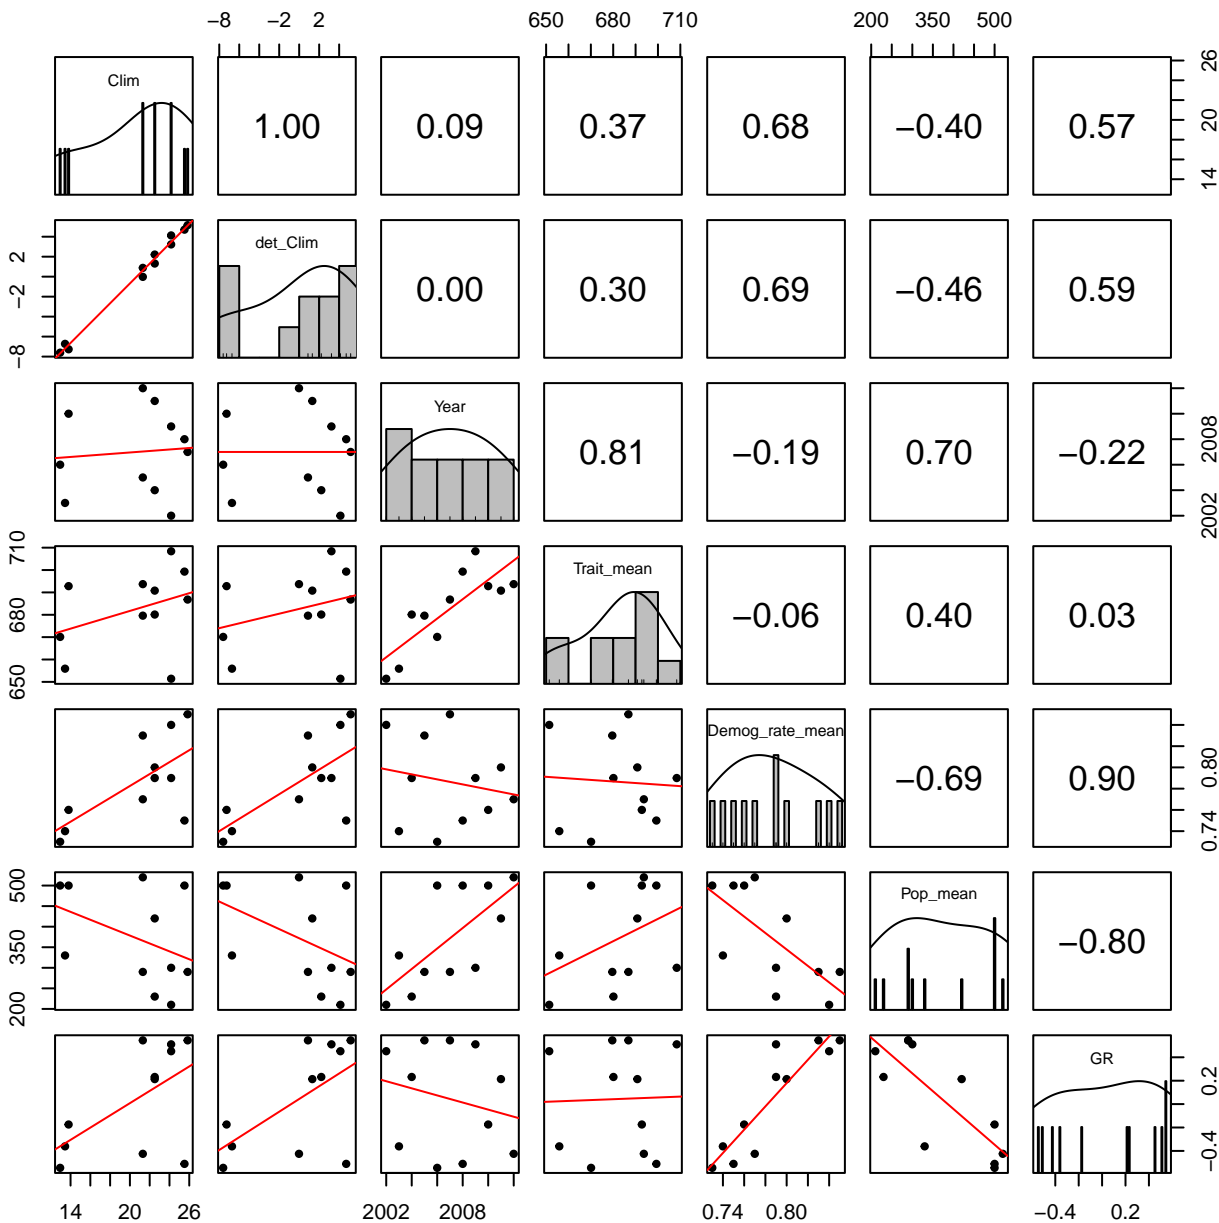 −8 −2 2 650 680 710 200 350 500
Clim 1.00 0.09 0.37 0.68 −0.40 0.57 14 20 26
−8 −2 2 det_Clim 0.00 0.30 0.69 −0.46 0.59
Year 0.81 −0.19 0.70 −0.22 2002 2008
650 680 710 Trait_mean −0.06 0.40 0.03
Demog_rate_mean −0.69 0.90 0.74 0.80
200 350 500 Pop_mean −0.80
GR −0.4 0.2
14 20 26 2002 2008 0.74 0.80 −0.4 0.2